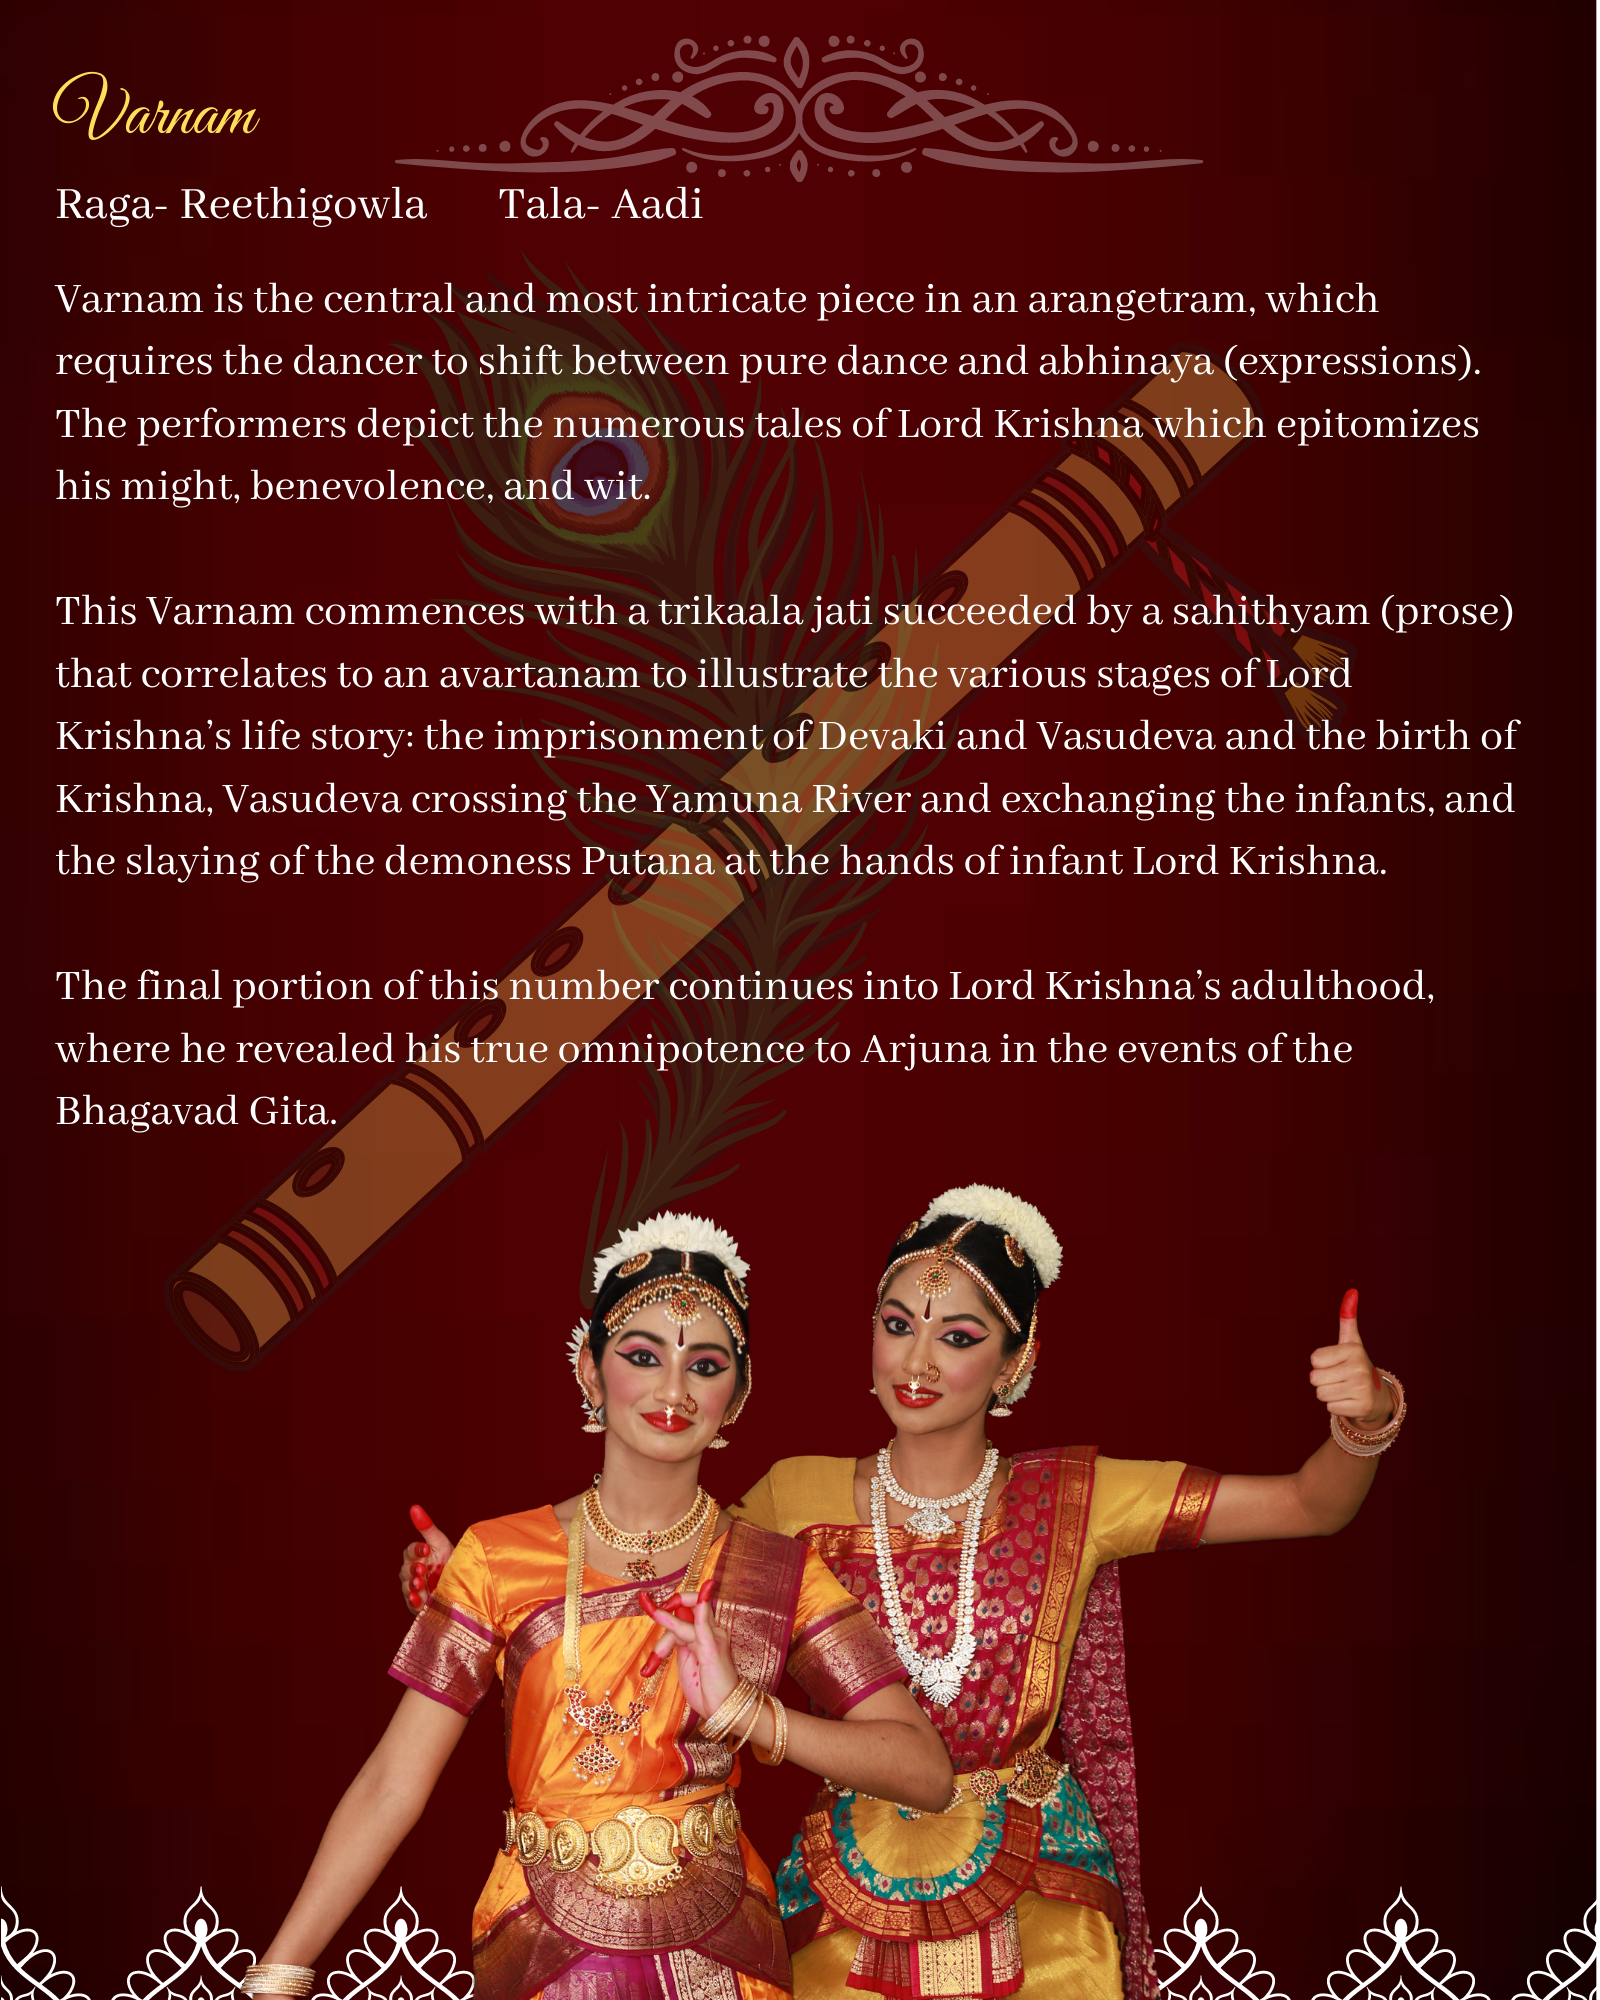 Varnam
Raga- Reethigowla Tala- Aadi
Varnam is the central and most intricate piece in an arangetram, which
requires the dancer to shift between pure dance and abhinaya (expressions).
The performers depict the numerous tales of Lord Krishna which epitomizes
his might, benevolence, and wit.
This Varnam commences with a trikaala jati succeeded by a sahithyam (prose)
that correlates to an avartanam to illustrate the various stages of Lord
Krishna’s life story: the imprisonment of Devaki and Vasudeva and the birth of
Krishna, Vasudeva crossing the Yamuna River and exchanging the infants, and
the slaying of the demoness Putana at the hands of infant Lord Krishna.
The final portion of this number continues into Lord Krishna’s adulthood,
where he revealed his true omnipotence to Arjuna in the events of the
Bhagavad Gita.